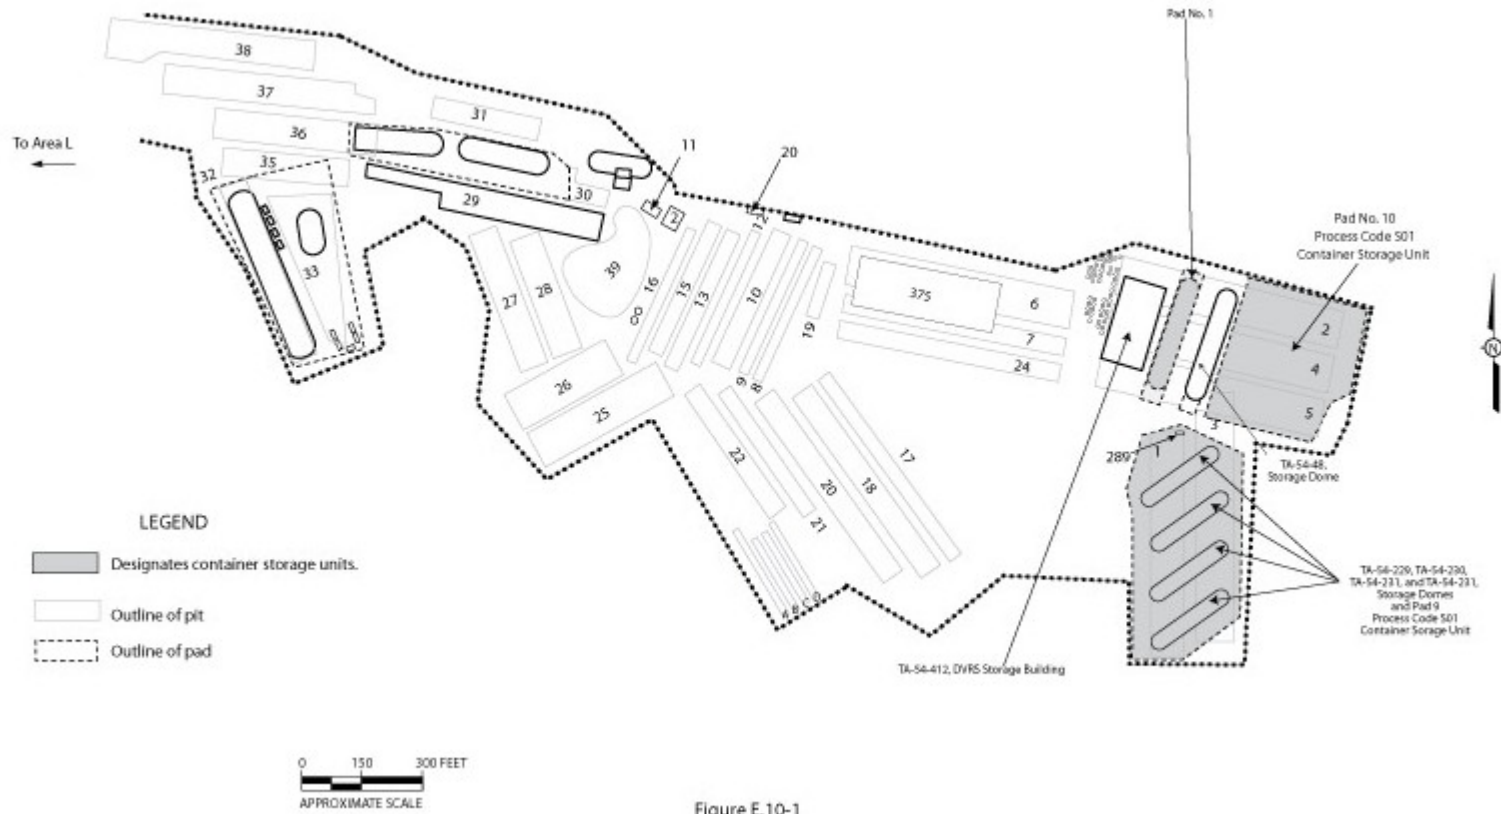 Pad No. 1
38
37
31
11
20
36
To Area L
35
32
29
30
2
12
Pad No. 10
Process Code S01
Container Storage Unit
33
39
27
28
16
00
15
13
10
19
375
6
7
24
2
4
5
3
9
8
26
25
22
20
21
18
17
289
1
TA-54-48,
Storage Dome
N
A B C D
LEGEND
Designates container storage units.
Outline of pit
Outline of pad
TA-54-229, TA-54-230,
TA-54-231, and TA-54-231,
Storage Domes
and Pad 9
Process Code S01
Container Sorage Unit
TA-54-412, DVRS Storage Building
0 150 300 FEET
APPROXIMATE SCALE
Figure E.10-1